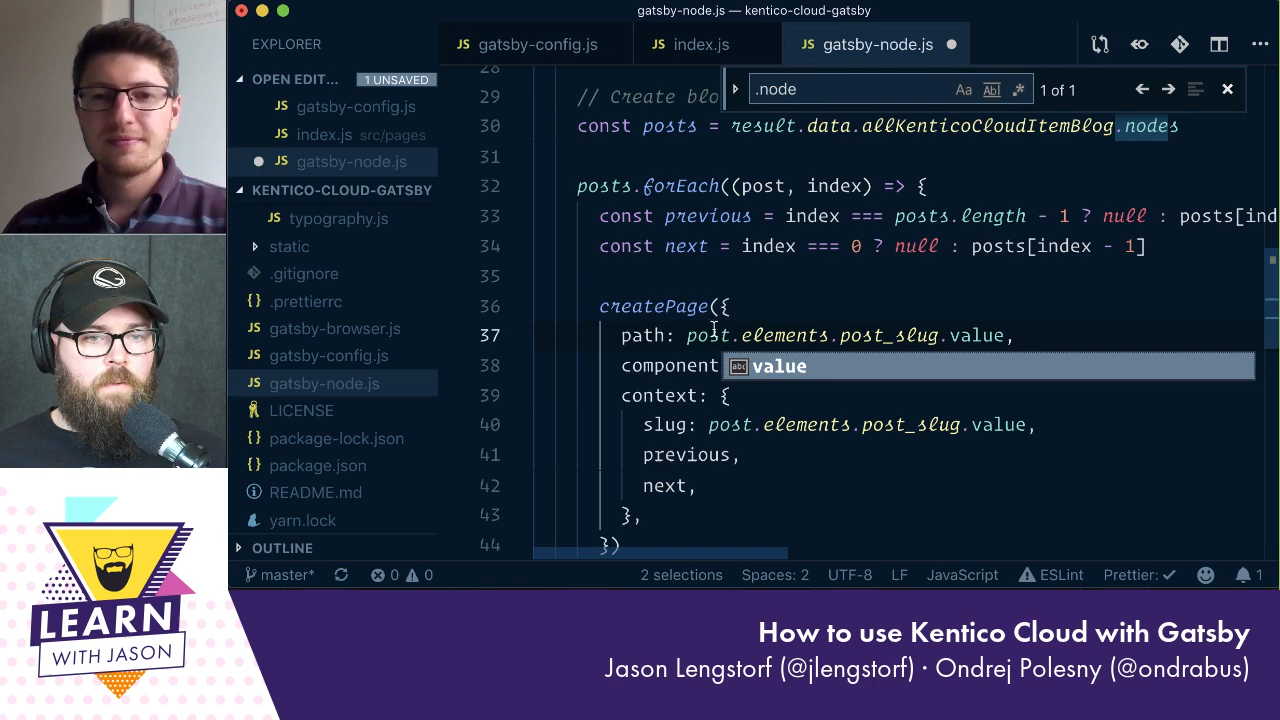 gatsby-node.js — kentico-cloud-gatsby
EXPLORER
OPEN EDIT... 1 UNSAVED
JS gatsby-config.js
JS index.js src/pages
JS gatsby-node.js
KENTICO-CLOUD-GATSBY
JS typography.js
static
.gitignore
{} .prettierrc
JS gatsby-browser.js
JS gatsby-config.js
JS gatsby-node.js
LICENSE
{} package-lock.json
{} package.json
README.md
yarn.lock
OUTLINE
JS gatsby-config.js
JS index.js
JS gatsby-node.js
.node Aa Abl .* 1 of 1
28
29 // Create blo
30 const posts = result.data.allKenticoCloudItemBlog.nodes
31
32 posts.forEach((post, index) => {
33 const previous = index === posts.length - 1 ? null : posts[ind
34 const next = index === 0 ? null : posts[index - 1]
35
36 createPage({
37 path: post.elements.post_slug.value,
38 component
abc value
39 context: {
40 slug: post.elements.post_slug.value,
41 previous,
42 next,
43 },
44 })
master* 0 0 2 selections Spaces: 2 UTF-8 LF JavaScript ESLint Prettier: ✓ 1
LEARN
WITH JASON
How to use Kentico Cloud with Gatsby
Jason Lengstorf (@jlengstorf) · Ondrej Polesny (@ondrabus)